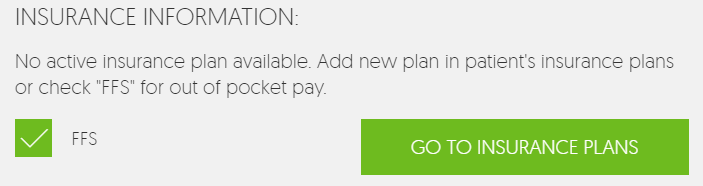 INSURANCE INFORMATION:
No active insurance plan available. Add new plan in patient's insurance plans
or check "FFS" for out of pocket pay.
FFS
GO TO INSURANCE PLANS